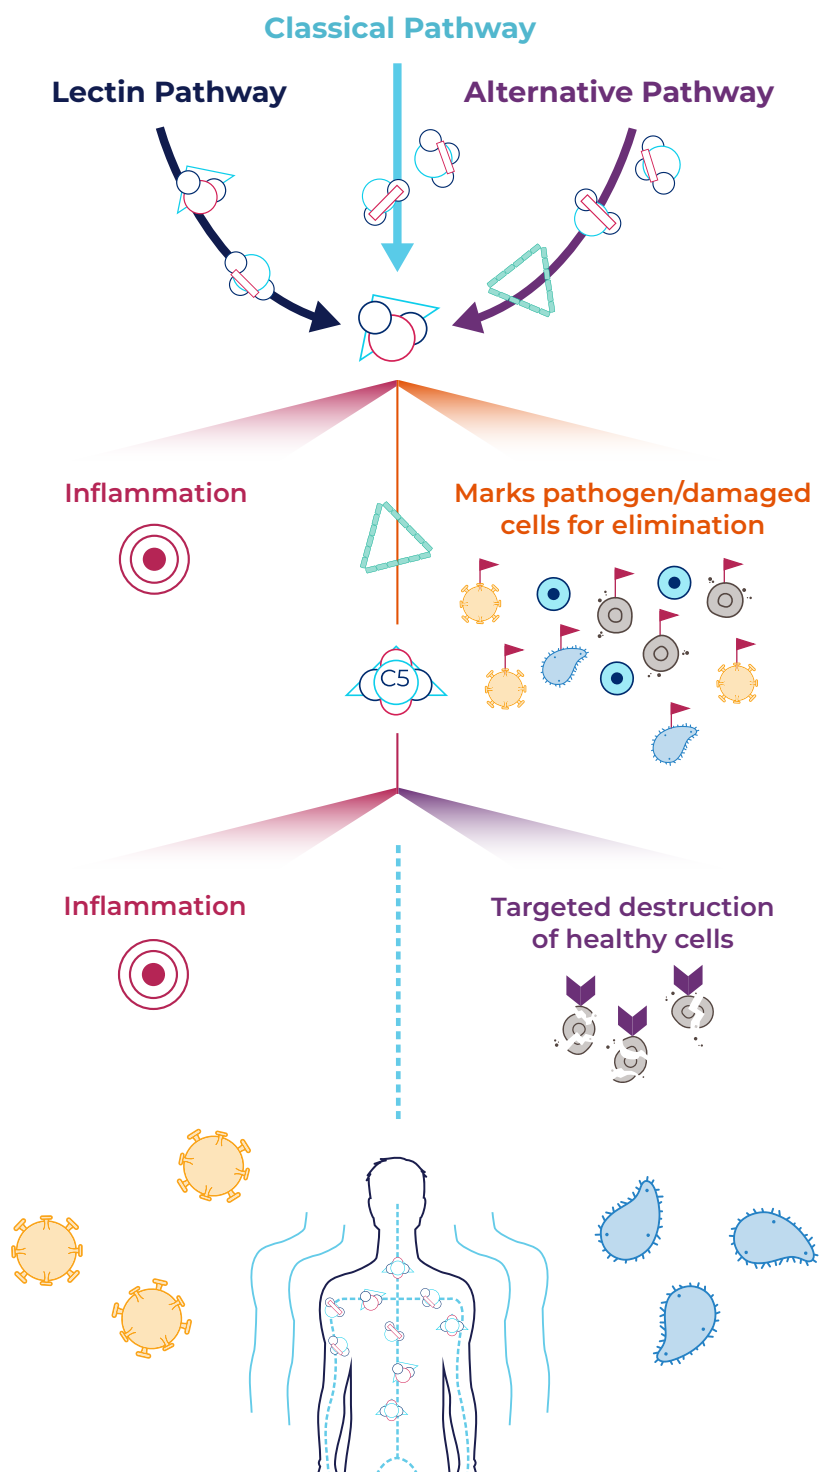 Classical Pathway
Lectin Pathway
Alternative Pathway
Inflammation
Marks pathogen/damaged
cells for elimination
C5
Inflammation
Targeted destruction
of healthy cells